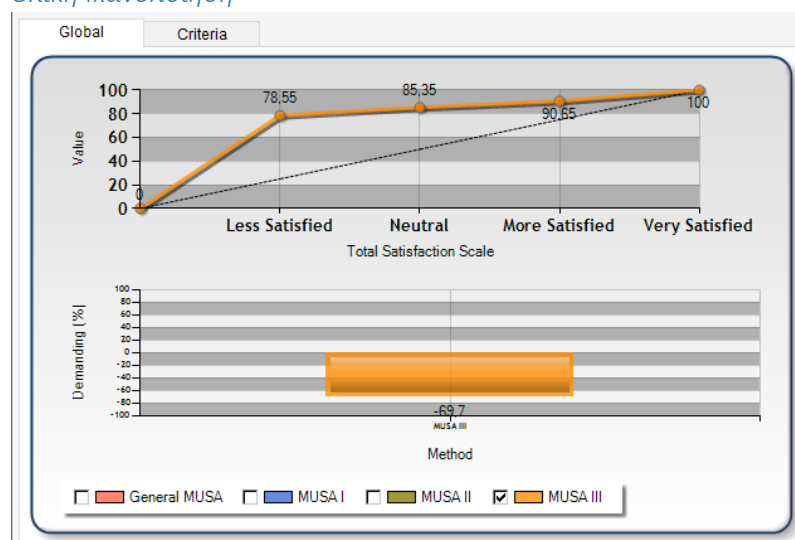 Ολική Ικανοποίηση
Global Criteria
100
80
60
40
20
0
Value
0
78,55
85,35
90,65
100
Less Satisfied Neutral More Satisfied Very Satisfied
Total Satisfaction Scale
100
80
60
40
20
0
-20
-40
-60
-80
-100
Demanding [%]
-69,7
MUSA III
Method
General MUSA MUSA I MUSA II MUSA III